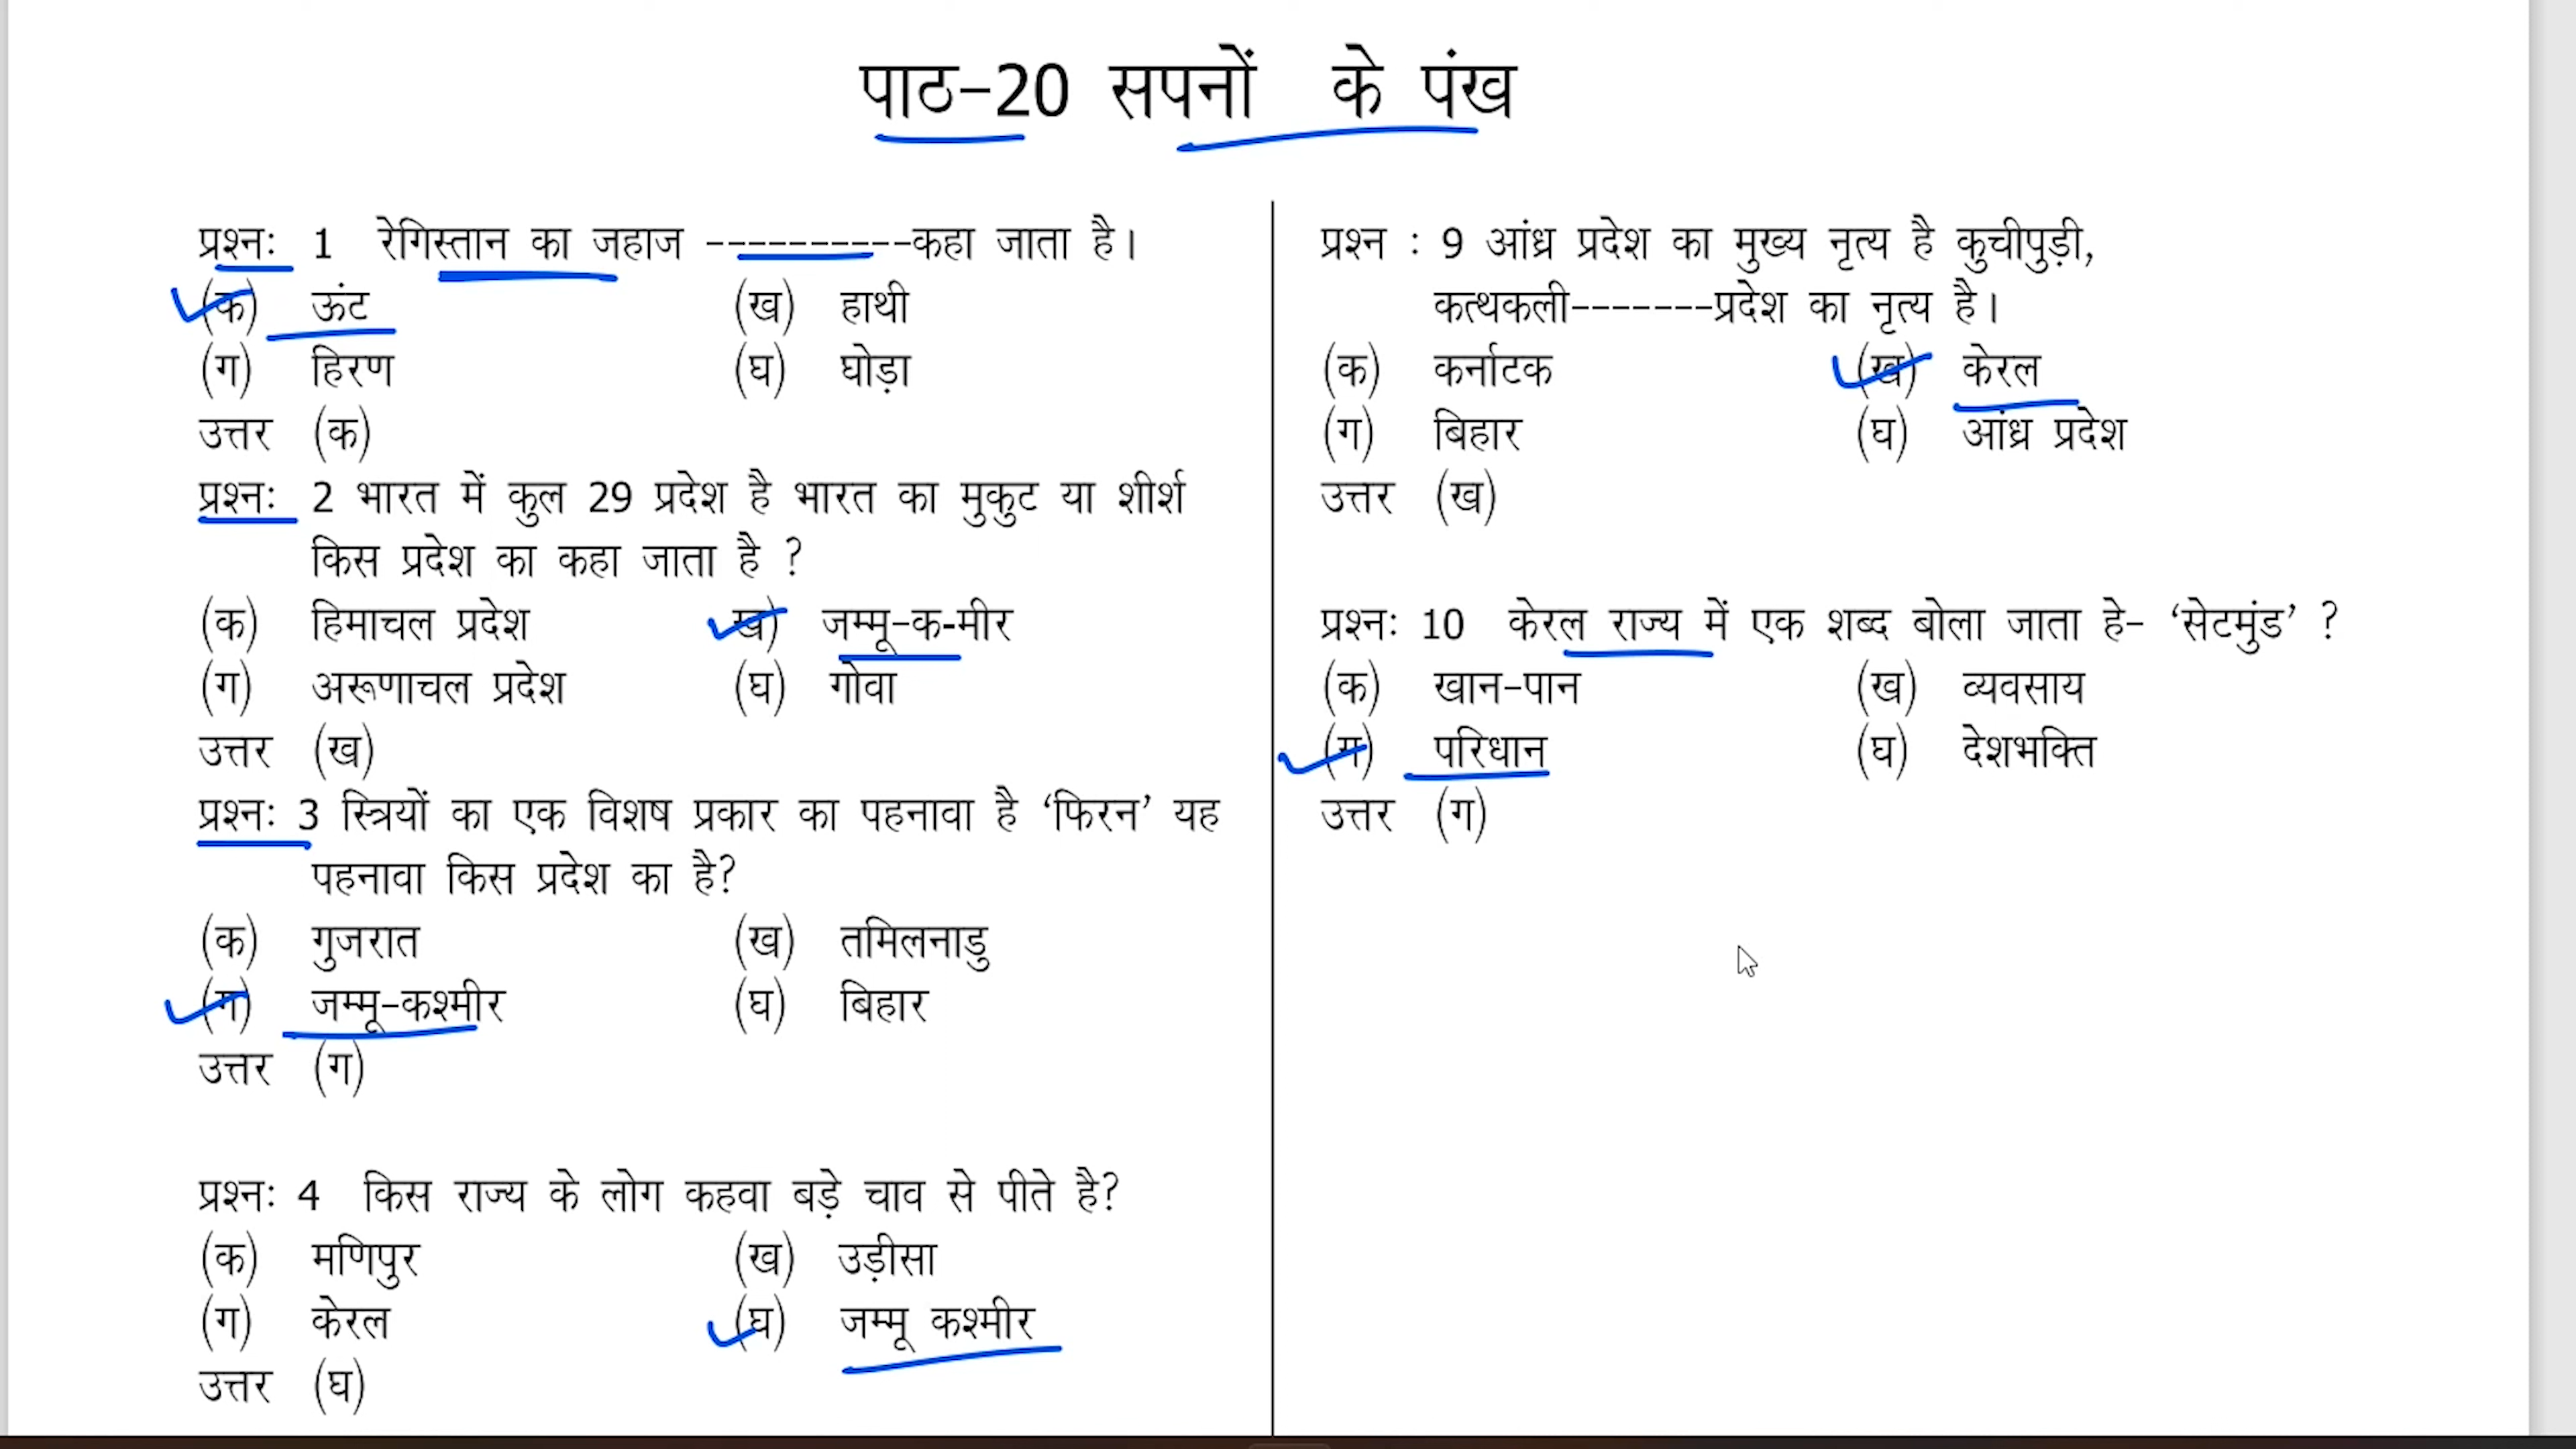 पाठ-20 सपनों के पंख
प्रश्नः 1 रेगिस्तान का जहाज ----------कहा जाता है।
(क) ऊंट (ख) हाथी
(ग) हिरण (घ) घोड़ा
उत्तर (क)
प्रश्नः 2 भारत में कुल 29 प्रदेश है भारत का मुकुट या शीर्श
किस प्रदेश का कहा जाता है ?
(क) हिमाचल प्रदेश (ख) जम्मू-क-मीर
(ग) अरूणाचल प्रदेश (घ) गोवा
उत्तर (ख)
प्रश्नः 3 स्त्रियों का एक विशष प्रकार का पहनावा है ‘फिरन’ यह
पहनावा किस प्रदेश का है?
(क) गुजरात (ख) तमिलनाडु
(ग) जम्मू-कश्मीर (घ) बिहार
उत्तर (ग)
प्रश्नः 4 किस राज्य के लोग कहवा बड़े चाव से पीते है?
(क) मणिपुर (ख) उड़ीसा
(ग) केरल (घ) जम्मू कश्मीर
उत्तर (घ)
प्रश्न : 9 आंध्र प्रदेश का मुख्य नृत्य है कुचीपुड़ी,
कत्थकली-------प्रदेश का नृत्य है।
(क) कर्नाटक (ख) केरल
(ग) बिहार (घ) आंध्र प्रदेश
उत्तर (ख)
प्रश्नः 10 केरल राज्य में एक शब्द बोला जाता हे- ‘सेटमुंड’ ?
(क) खान-पान (ख) व्यवसाय
(ग) परिधान (घ) देशभक्ति
उत्तर (ग)